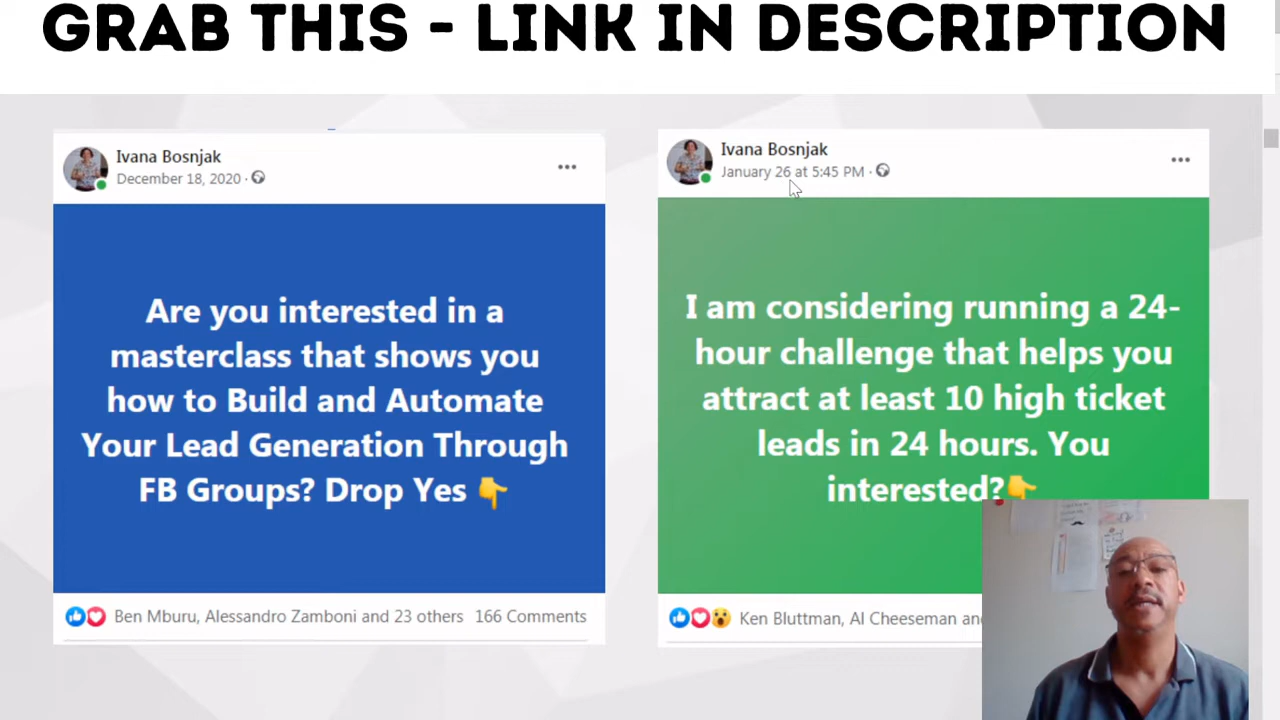 GRAB THIS - LINK IN DESCRIPTION
Ivana Bosnjak
December 18, 2020 ·
Are you interested in a
masterclass that shows you
how to Build and Automate
Your Lead Generation Through
FB Groups? Drop Yes 👇
Ben Mburu, Alessandro Zamboni and 23 others 166 Comments
Ivana Bosnjak
January 26 at 5:45 PM ·
I am considering running a 24-
hour challenge that helps you
attract at least 10 high ticket
leads in 24 hours. You
interested?👇
Ken Bluttman, Al Cheeseman